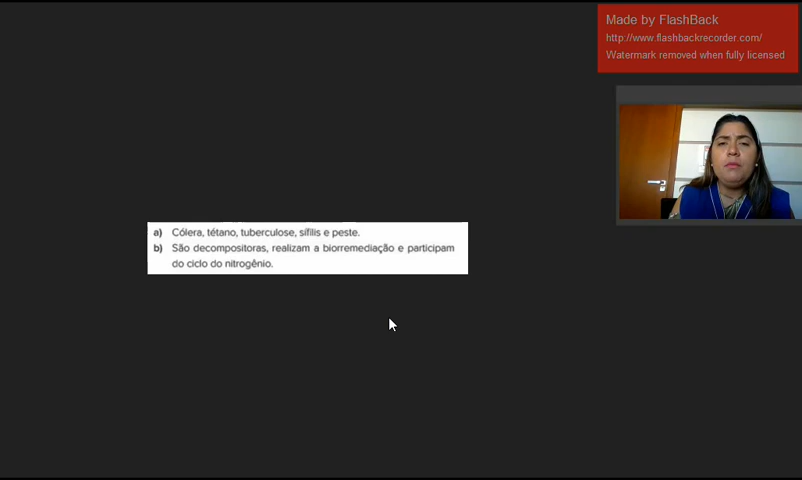 Made by FlashBack
http://www.flashbackrecorder.com/
Watermark removed when fully licensed
a) Cólera, tétano, tuberculose, sífilis e peste.
b) São decompositoras, realizam a biorremediação e participam
do ciclo do nitrogênio.